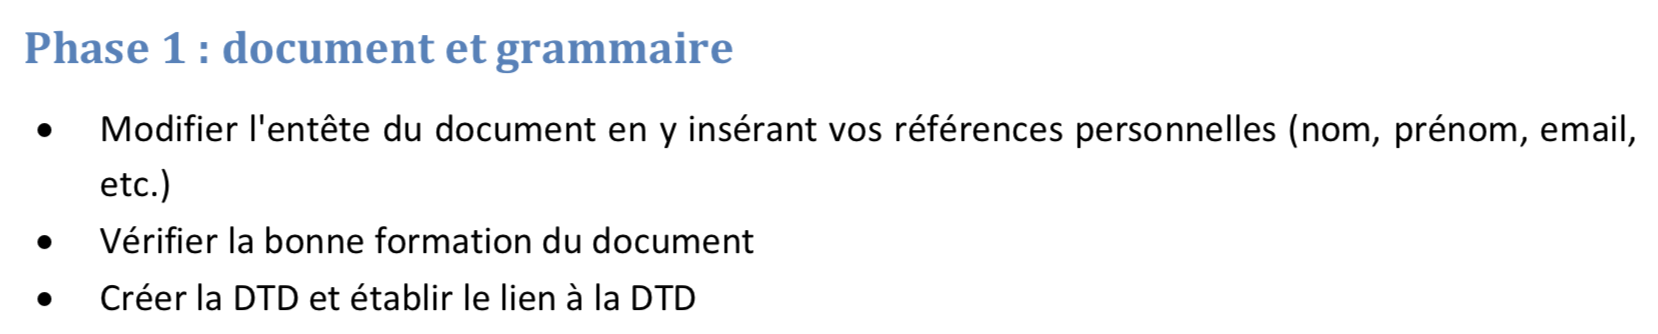 Phase 1 : document et grammaire
• Modifier l'entête du document en y insérant vos références personnelles (nom, prénom, email,
etc.)
• Vérifier la bonne formation du document
• Créer la DTD et établir le lien à la DTD